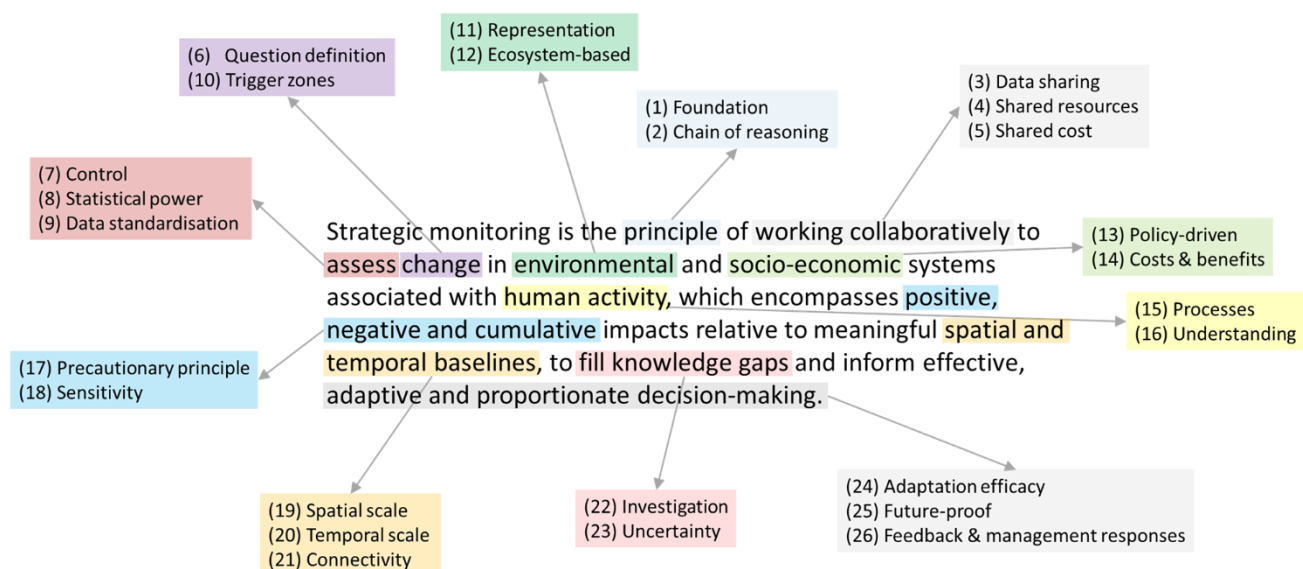 (11) Representation
(12) Ecosystem-based
(6) Question definition
(10) Trigger zones
(3) Data sharing
(4) Shared resources
(5) Shared cost
(1) Foundation
(2) Chain of reasoning
(7) Control
(8) Statistical power
(9) Data standardisation
Strategic monitoring is the principle of working collaboratively to
assess change in environmental and socio-economic systems
associated with human activity, which encompasses positive,
negative and cumulative impacts relative to meaningful spatial and
temporal baselines, to fill knowledge gaps and inform effective,
adaptive and proportionate decision-making.
(13) Policy-driven
(14) Costs & benefits
(15) Processes
(16) Understanding
(17) Precautionary principle
(18) Sensitivity
(19) Spatial scale
(20) Temporal scale
(21) Connectivity
(22) Investigation
(23) Uncertainty
(24) Adaptation efficacy
(25) Future-proof
(26) Feedback & management responses